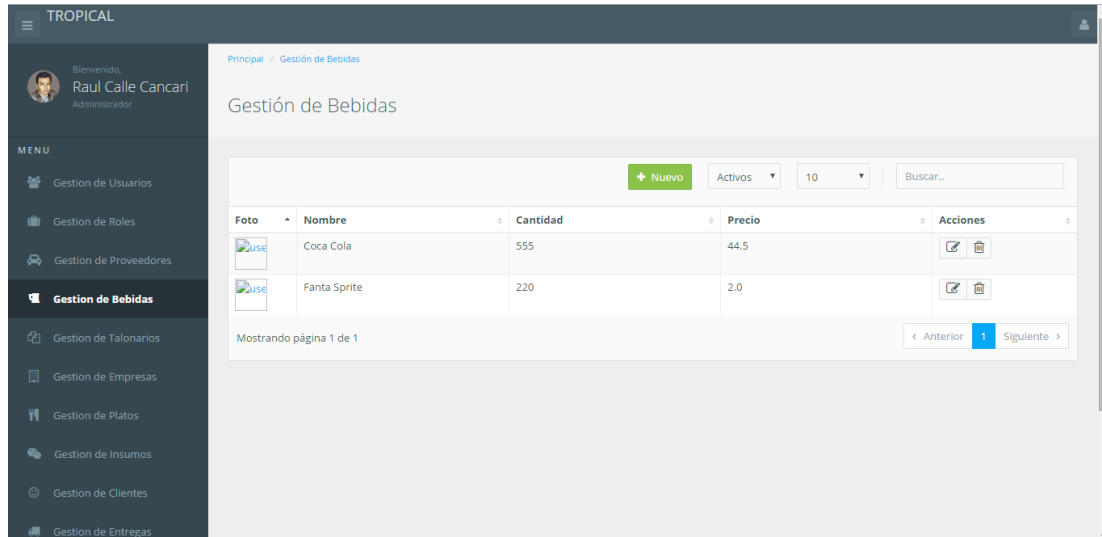 TROPICAL
Bienvenido,
Raul Calle Cancari
Administrador
MENU
Gestion de Usuarios
Gestion de Roles
Gestion de Proveedores
Gestion de Bebidas
Gestion de Talonarios
Gestion de Empresas
Gestion de Platos
Gestion de Insumos
Gestion de Clientes
Gestion de Entregas
Principal / Gestión de Bebidas
Gestión de Bebidas
+ Nuevo Activos 10 Buscar..
Foto Nombre Cantidad Precio Acciones
use Coca Cola 555 44.5
use Fanta Sprite 220 2.0
Mostrando página 1 de 1
< Anterior 1 Siguiente >